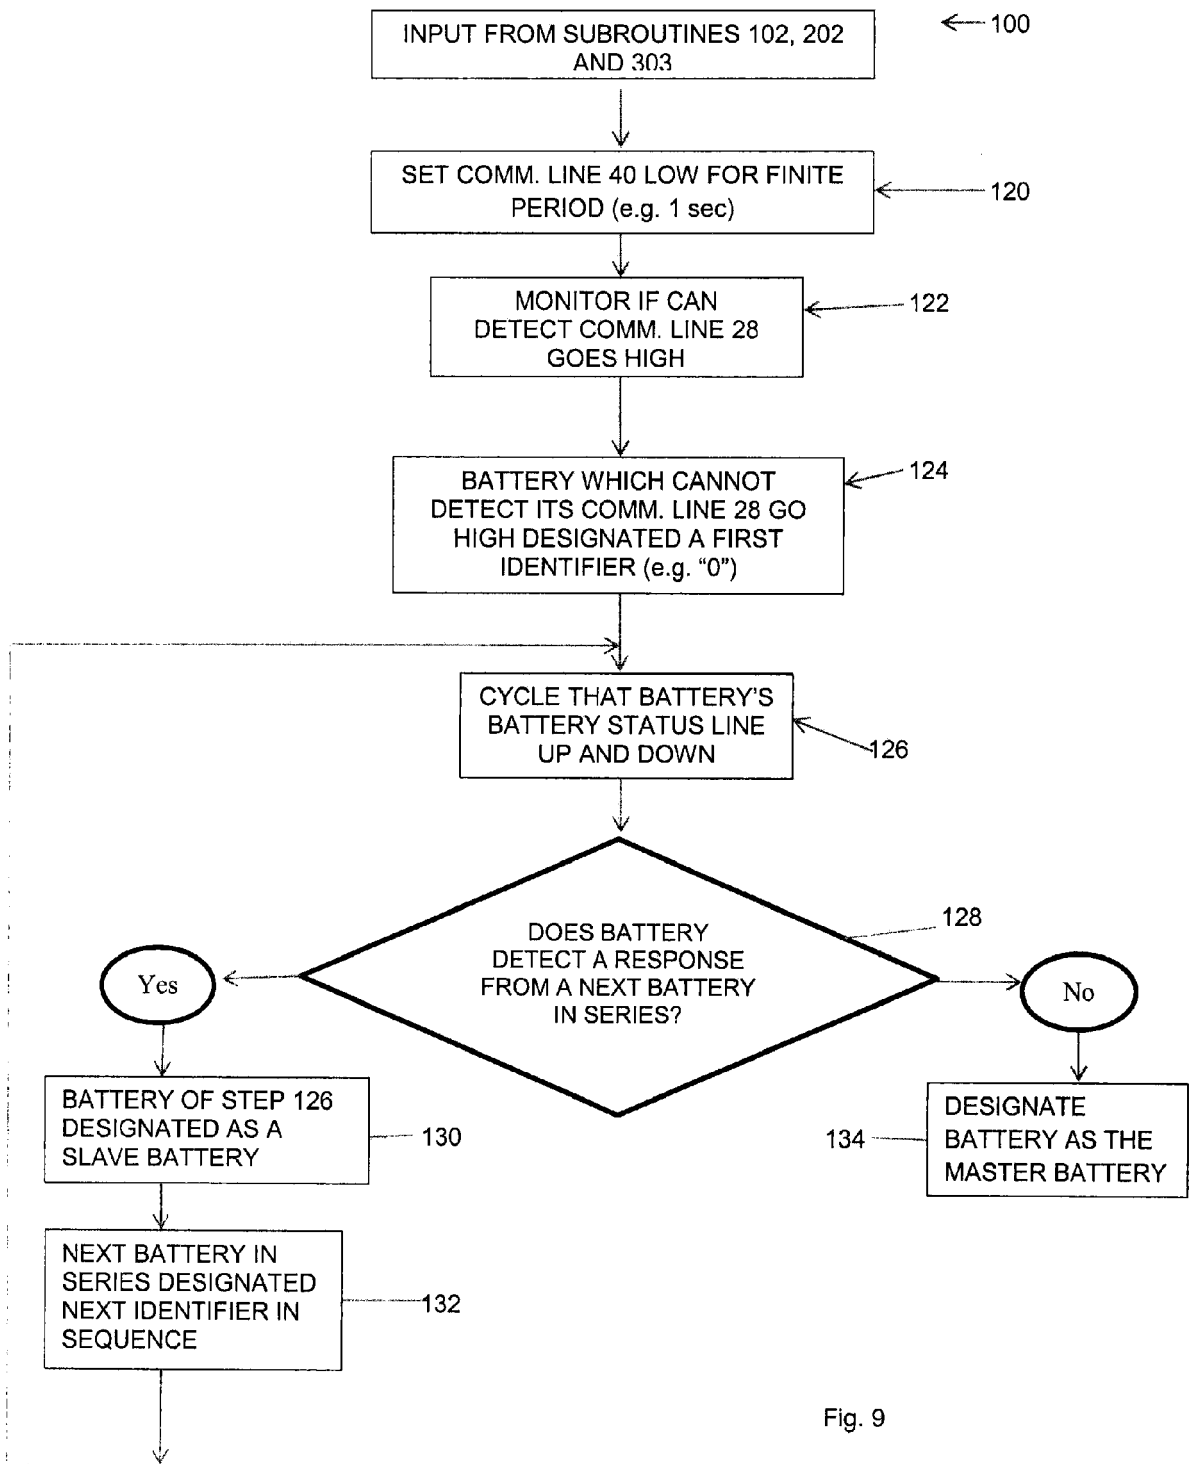 INPUT FROM SUBROUTINES 102, 202
AND 303
100
SET COMM. LINE 40 LOW FOR FINITE
PERIOD (e.g. 1 sec)
120
MONITOR IF CAN
DETECT COMM. LINE 28
GOES HIGH
122
BATTERY WHICH CANNOT
DETECT ITS COMM. LINE 28 GO
HIGH DESIGNATED A FIRST
IDENTIFIER (e.g. “0”)
124
CYCLE THAT BATTERY’S
BATTERY STATUS LINE
UP AND DOWN
126
DOES BATTERY
DETECT A RESPONSE
FROM A NEXT BATTERY
IN SERIES?
128
Yes
No
BATTERY OF STEP 126
DESIGNATED AS A
SLAVE BATTERY
130
DESIGNATE
BATTERY AS THE
MASTER BATTERY
134
NEXT BATTERY IN
SERIES DESIGNATED
NEXT IDENTIFIER IN
SEQUENCE
132
Fig. 9